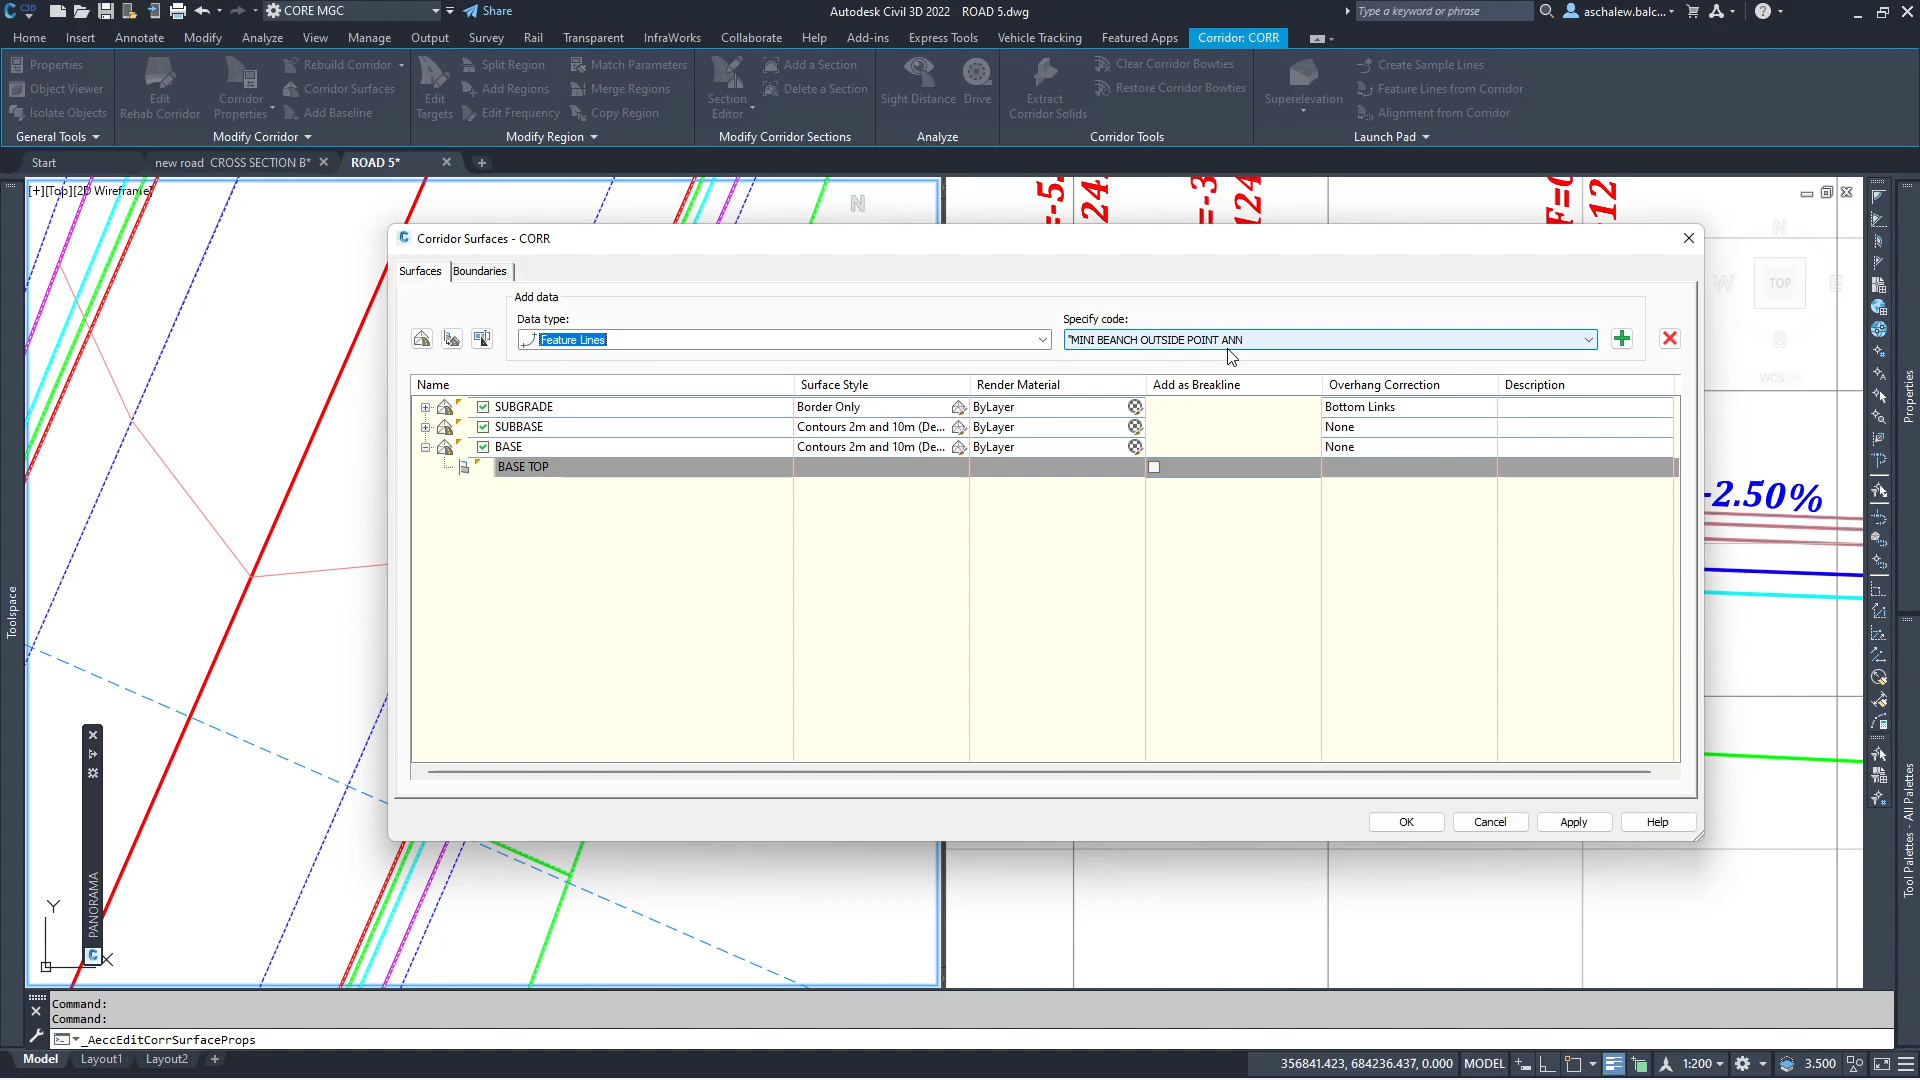 C3D CORE MGC Share Autodesk Civil 3D 2022 ROAD 5.dwg Type a keyword or phrase aschalew.balc...
Home Insert Annotate Modify Analyze View Manage Output Survey Rail Transparent InfraWorks Collaborate Help Add-ins Express Tools Vehicle Tracking Featured Apps Corridor: CORR
Properties
Object Viewer
Isolate Objects
General Tools
Edit
Rehab Corridor
Corridor
Properties
Rebuild Corridor
Corridor Surfaces
Add Baseline
Modify Corridor
Edit
Targets
Split Region
Add Regions
Edit Frequency
Match Parameters
Merge Regions
Copy Region
Modify Region
Section
Editor
Add a Section
Delete a Section
Modify Corridor Sections
Sight Distance
Drive
Analyze
Extract
Corridor Solids
Clear Corridor Bowties
Restore Corridor Bowties
Corridor Tools
Superelevation
Create Sample Lines
Feature Lines from Corridor
Alignment from Corridor
Launch Pad
Start
new road CROSS SECTION B*
ROAD 5*
[+][Top][2D Wireframe]
N
=-5.
24.
=-3
124
F=0
12
N
W
TOP
E
S
WCS
-2.50%
Toolspace
Properties
Tool Palettes - All Palettes
PANORAMA
Y
X
Corridor Surfaces - CORR
Surfaces Boundaries
Add data
Data type: Specify code:
Feature Lines "MINI BEANCH OUTSIDE POINT ANN
Name Surface Style Render Material Add as Breakline Overhang Correction Description
SUBGRADE Border Only ByLayer Bottom Links
SUBBASE Contours 2m and 10m (De... ByLayer None
BASE Contours 2m and 10m (De... ByLayer None
BASE TOP
OK Cancel Apply Help
Command:
Command:
_AeccEditCorrSurfaceProps
Model Layout1 Layout2
356841.423, 684236.437, 0.000 MODEL 1:200 3.500